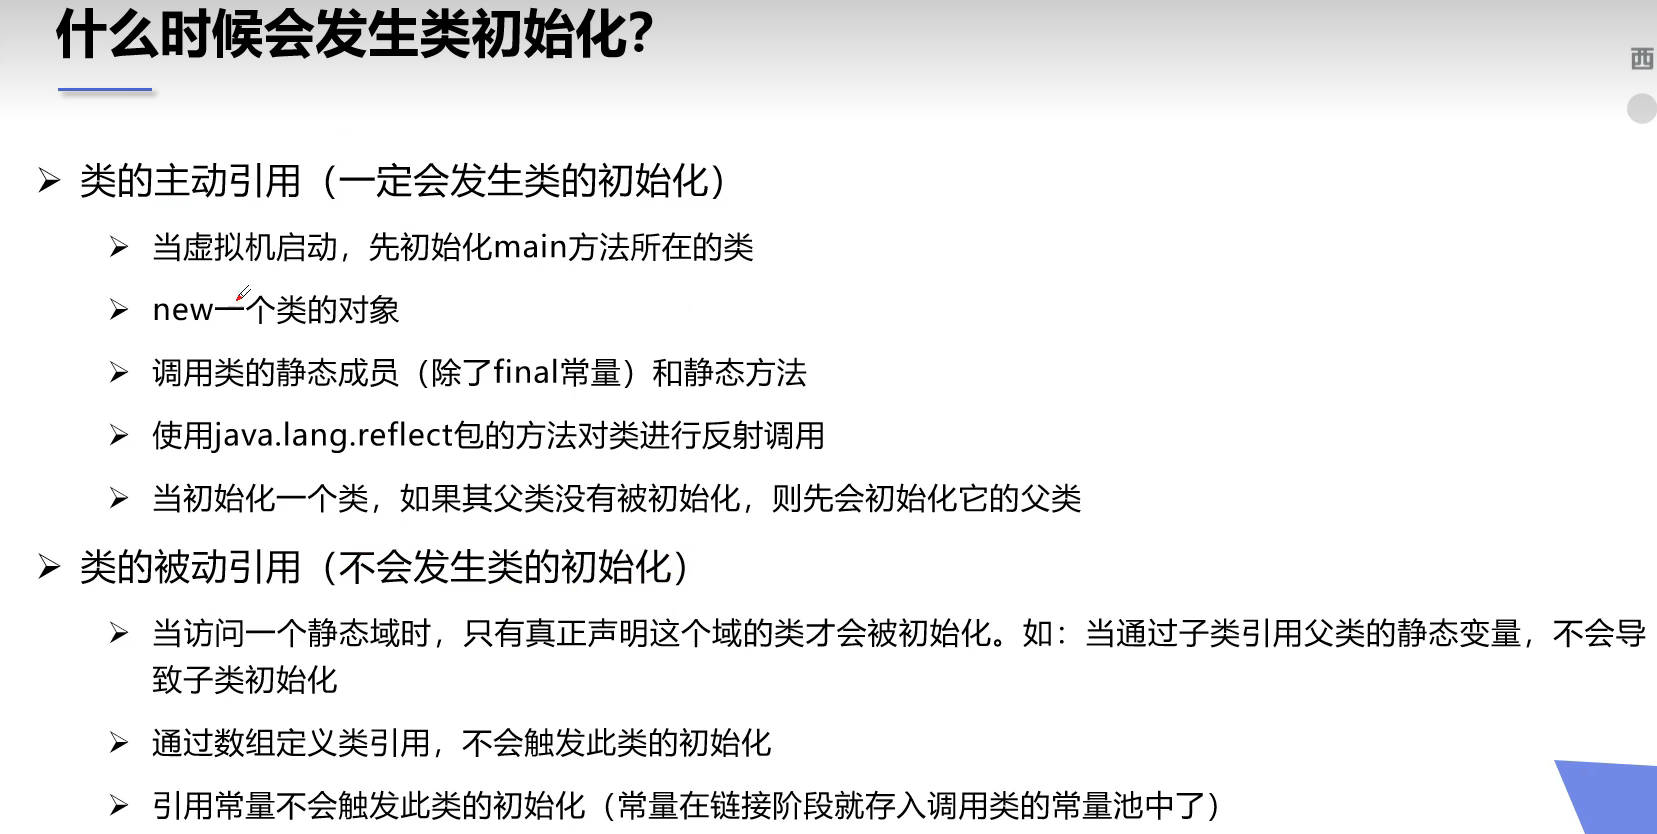 什么时候会发生类初始化?
西
类的主动引用（一定会发生类的初始化）
当虚拟机启动，先初始化main方法所在的类
new一个类的对象
调用类的静态成员（除了final常量）和静态方法
使用java.lang.reflect包的方法对类进行反射调用
当初始化一个类，如果其父类没有被初始化，则先会初始化它的父类
类的被动引用（不会发生类的初始化）
当访问一个静态域时，只有真正声明这个域的类才会被初始化。如：当通过子类引用父类的静态变量，不会导
致子类初始化
通过数组定义类引用，不会触发此类的初始化
引用常量不会触发此类的初始化（常量在链接阶段就存入调用类的常量池中了）